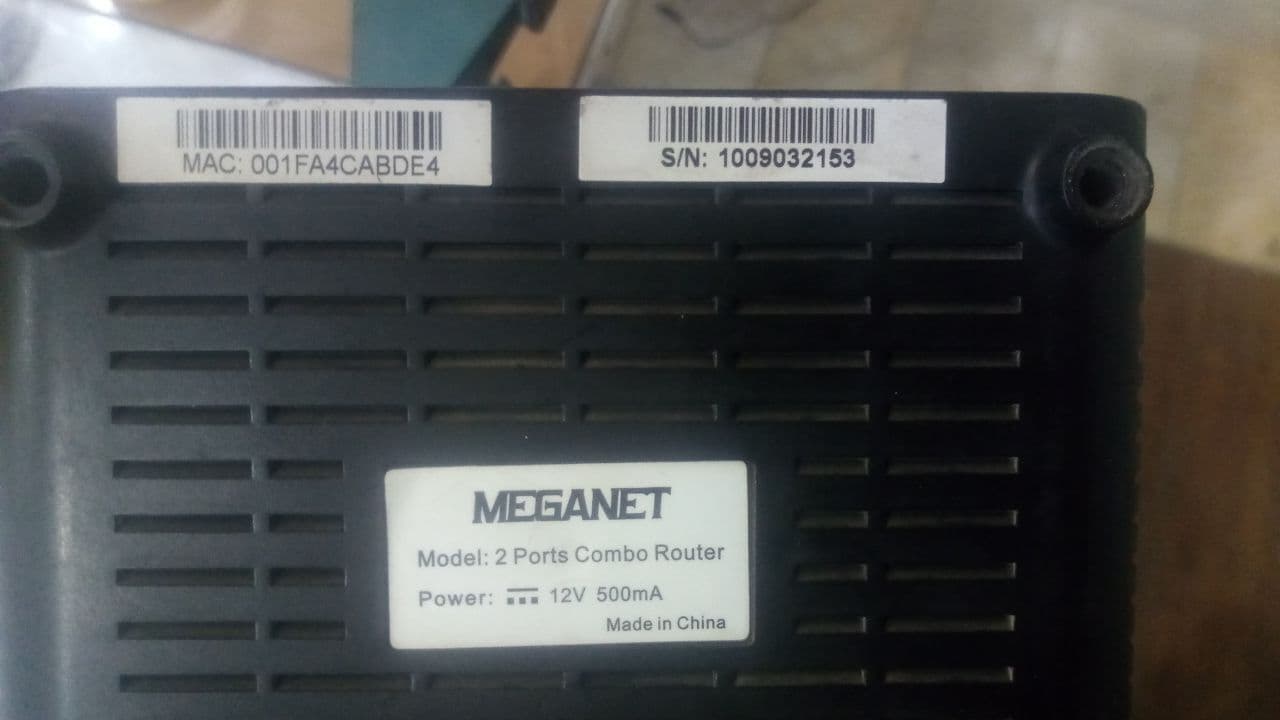 MAC: 001FA4CABDE4
S/N: 1009032153
MEGANET
Model: 2 Ports Combo Router
Power: 12V 500mA
Made in China